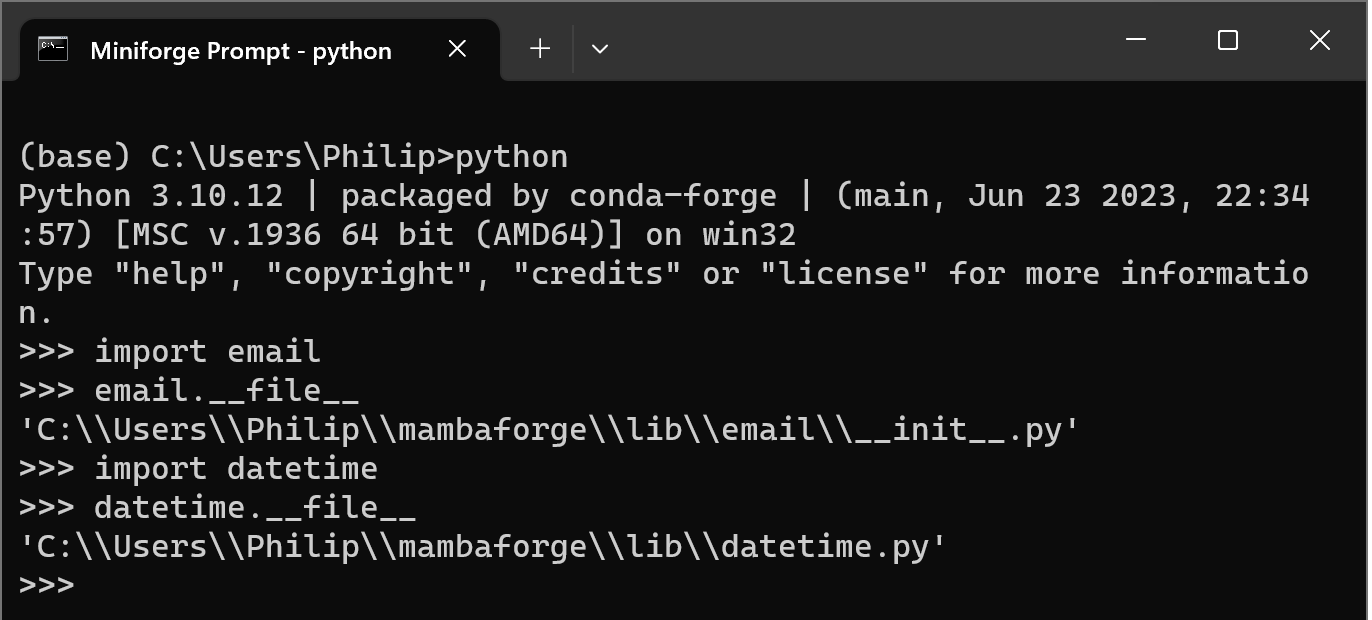 Miniforge Prompt - python
(base) C:\Users\Philip>python
Python 3.10.12 | packaged by conda-forge | (main, Jun 23 2023, 22:34
:57) [MSC v.1936 64 bit (AMD64)] on win32
Type "help", "copyright", "credits" or "license" for more informatio
n.
>>> import email
>>> email.__file__
'C:\\Users\\Philip\\mambaforge\\lib\\email\\__init__.py'
>>> import datetime
>>> datetime.__file__
'C:\\Users\\Philip\\mambaforge\\lib\\datetime.py'
>>>